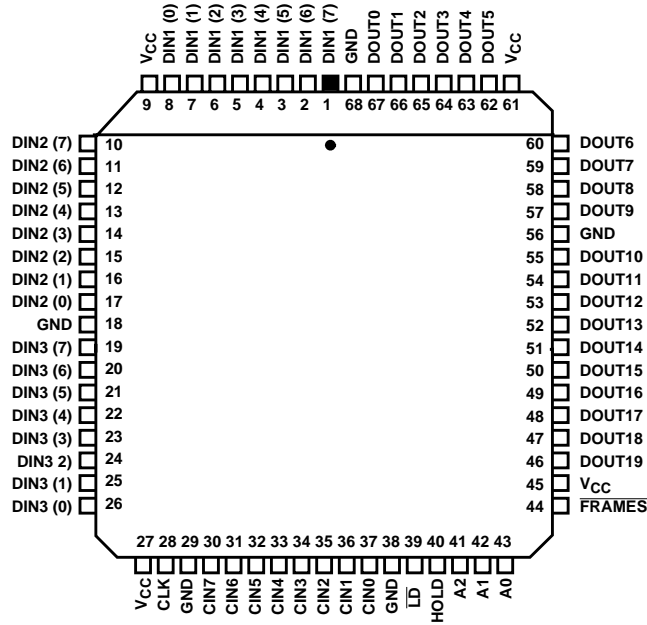 VCC
DIN1 (0)
DIN1 (1)
DIN1 (2)
DIN1 (3)
DIN1 (4)
DIN1 (5)
DIN1 (6)
DIN1 (7)
GND
DOUT0
DOUT1
DOUT2
DOUT3
DOUT4
DOUT5
VCC
9 8 7 6 5 4 3 2 1 68 67 66 65 64 63 62 61
DIN2 (7) 10 60 DOUT6
DIN2 (6) 11 59 DOUT7
DIN2 (5) 12 58 DOUT8
DIN2 (4) 13 57 DOUT9
DIN2 (3) 14 56 GND
DIN2 (2) 15 55 DOUT10
DIN2 (1) 16 54 DOUT11
DIN2 (0) 17 53 DOUT12
GND 18 52 DOUT13
DIN3 (7) 19 51 DOUT14
DIN3 (6) 20 50 DOUT15
DIN3 (5) 21 49 DOUT16
DIN3 (4) 22 48 DOUT17
DIN3 (3) 23 47 DOUT18
DIN3 2) 24 46 DOUT19
DIN3 (1) 25 45 VCC
DIN3 (0) 26 44 FRAMES
27 28 29 30 31 32 33 34 35 36 37 38 39 40 41 42 43
VCC
CLK
GND
CIN7
CIN6
CIN5
CIN4
CIN3
CIN2
CIN1
CIN0
GND
LD
HOLD
A2
A1
A0